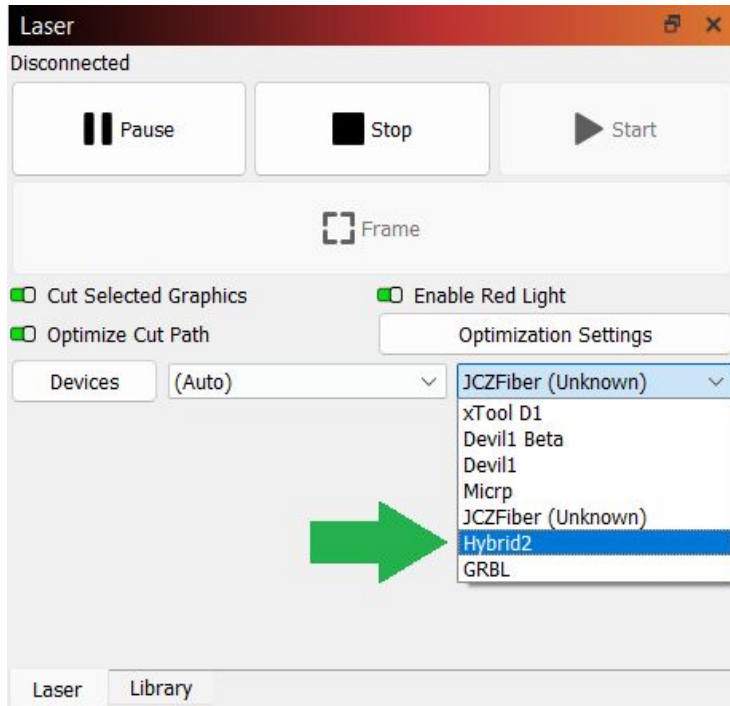 Laser
Disconnected
Pause Stop Start
Frame
Cut Selected Graphics Enable Red Light
Optimize Cut Path Optimization Settings
Devices (Auto) JCZFiber (Unknown)
xTool D1
Devil1 Beta
Devil1
Micrp
JCZFiber (Unknown)
Hybrid2
GRBL
Laser Library